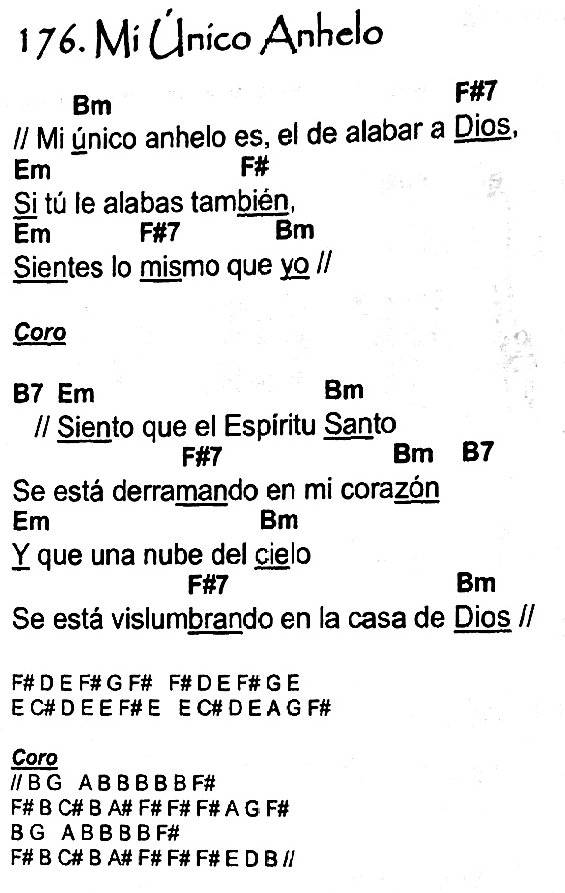 176. Mi Único Anhelo
Bm F#7
// Mi único anhelo es, el de alabar a Dios,
Em F#
Si tú le alabas también,
Em F#7 Bm
Sientes lo mismo que yo //
Coro
B7 Em Bm
// Siento que el Espíritu Santo
F#7 Bm B7
Se está derramando en mi corazón
Em Bm
Y que una nube del cielo
F#7 Bm
Se está vislumbrando en la casa de Dios //
F# D E F# G F# F# D E F# G E
E C# D E E F# E E C# D E A G F#
Coro
// B G A B B B B B F#
F# B C# B A# F# F# F# A G F#
B G A B B B B F#
F# B C# B A# F# F# F# E D B //